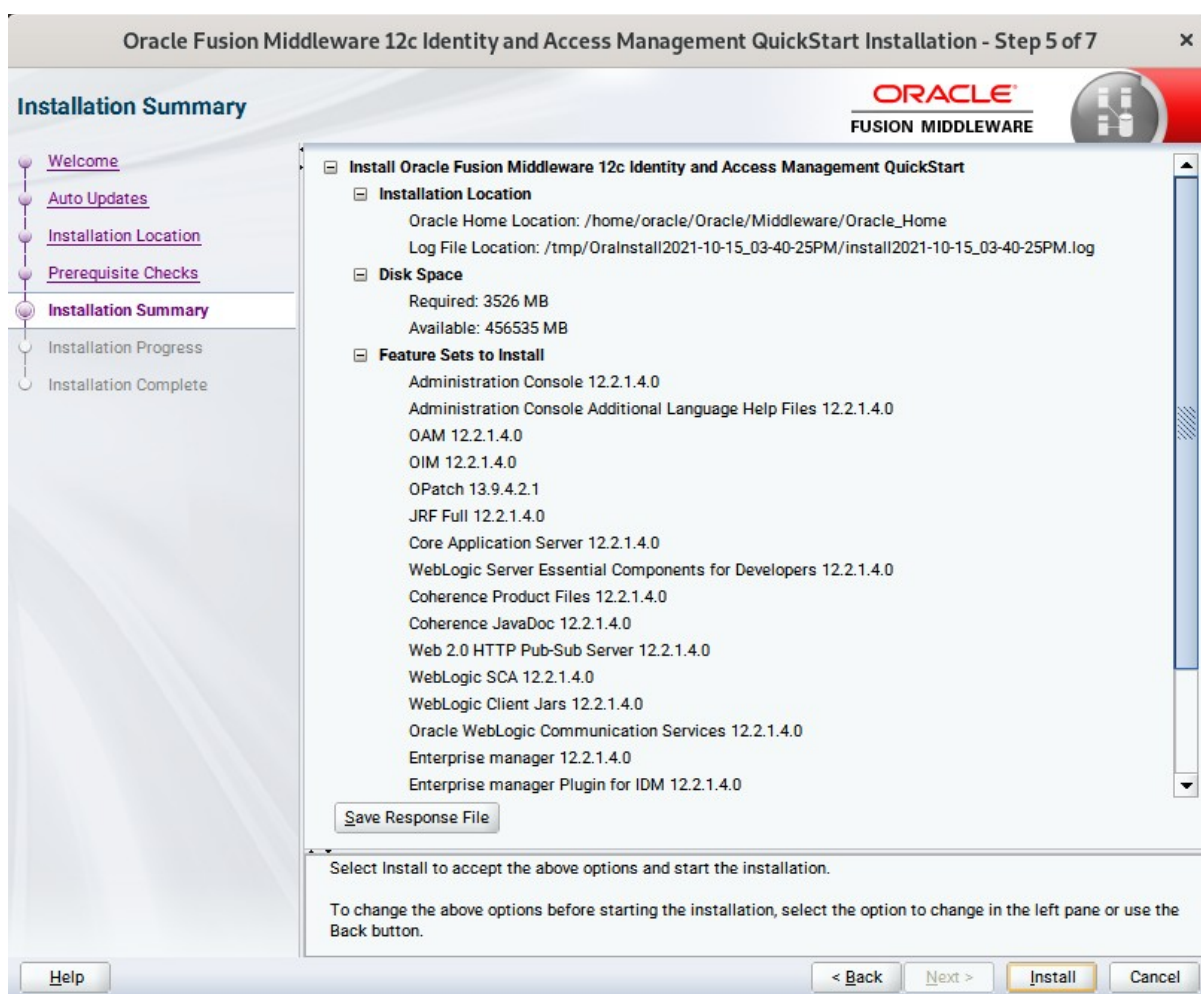 Oracle Fusion Middleware 12c Identity and Access Management QuickStart Installation - Step 5 of 7
Installation Summary
ORACLE
FUSION MIDDLEWARE
Welcome
Auto Updates
Installation Location
Prerequisite Checks
Installation Summary
Installation Progress
Installation Complete
Install Oracle Fusion Middleware 12c Identity and Access Management QuickStart
Installation Location
Oracle Home Location: /home/oracle/Oracle/Middleware/Oracle_Home
Log File Location: /tmp/OraInstall2021-10-15_03-40-25PM/install2021-10-15_03-40-25PM.log
Disk Space
Required: 3526 MB
Available: 456535 MB
Feature Sets to Install
Administration Console 12.2.1.4.0
Administration Console Additional Language Help Files 12.2.1.4.0
OAM 12.2.1.4.0
OIM 12.2.1.4.0
OPatch 13.9.4.2.1
JRF Full 12.2.1.4.0
Core Application Server 12.2.1.4.0
WebLogic Server Essential Components for Developers 12.2.1.4.0
Coherence Product Files 12.2.1.4.0
Coherence JavaDoc 12.2.1.4.0
Web 2.0 HTTP Pub-Sub Server 12.2.1.4.0
WebLogic SCA 12.2.1.4.0
WebLogic Client Jars 12.2.1.4.0
Oracle WebLogic Communication Services 12.2.1.4.0
Enterprise manager 12.2.1.4.0
Enterprise manager Plugin for IDM 12.2.1.4.0
Save Response File
Select Install to accept the above options and start the installation.
To change the above options before starting the installation, select the option to change in the left pane or use the
Back button.
Help
< Back
Next >
Install
Cancel